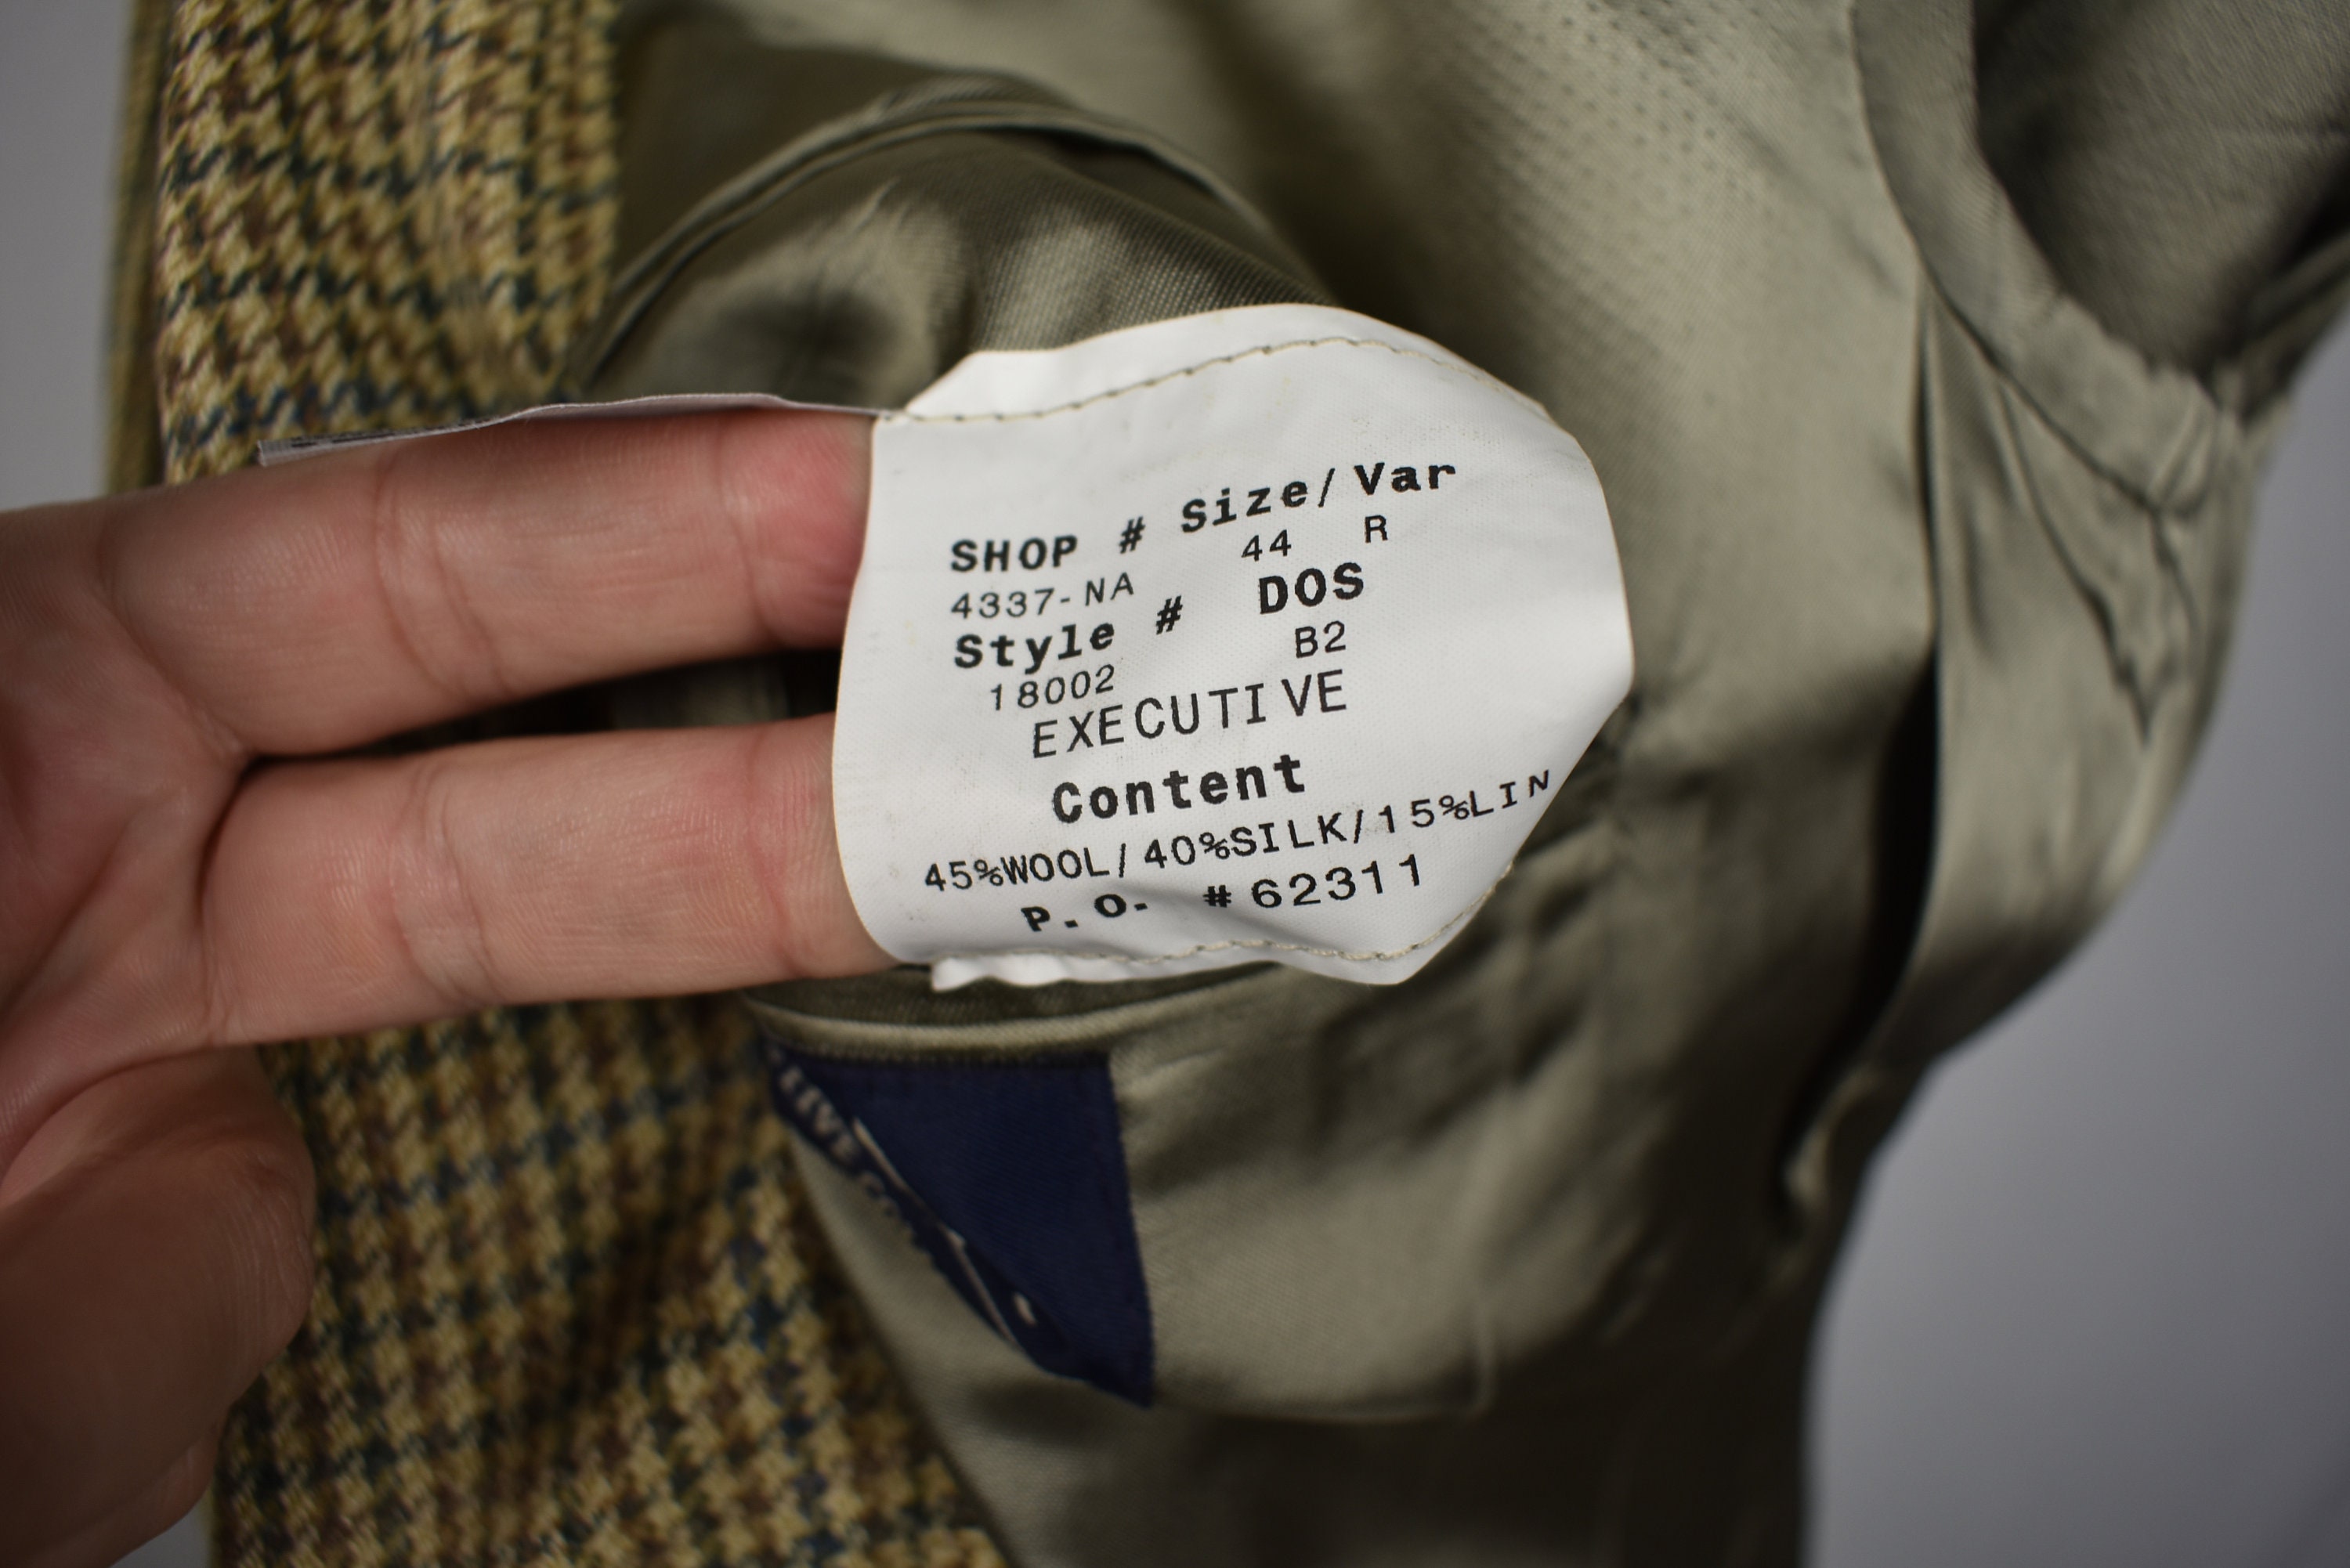 SHOP # Size/Var
4337-NA 44 R
Style # DOS
18002 B2
EXECUTIVE
Content
45%WOOL/40%SILK/15%LIN
P.O. #62311